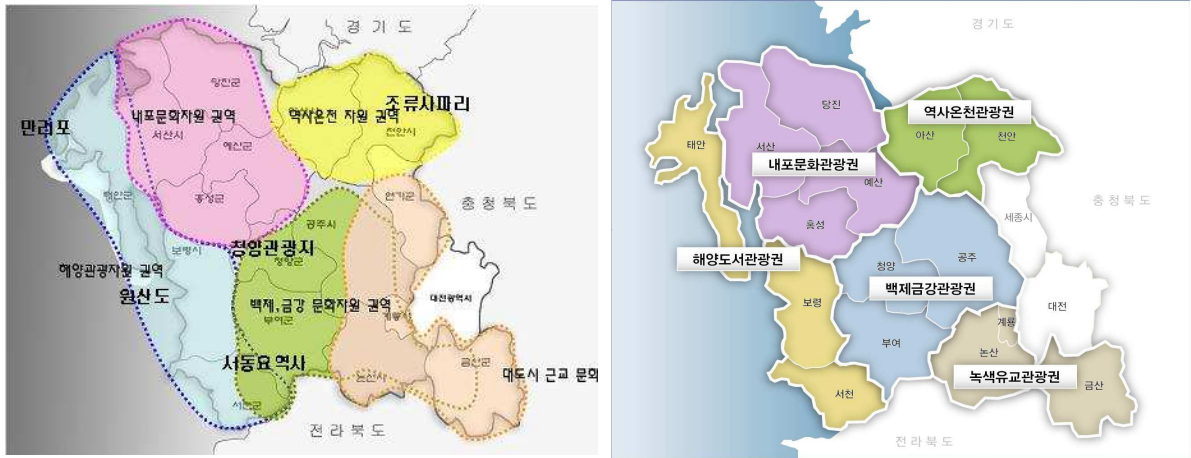 경기도
당진군
조류사파리
내포문화자원 권역
역사온천 자원 권역
만리포
서산시
천안시
예산군
태안군
홍성군
연기군
충청북도
공주시
보령시
청양관광지
청양군
해양관광자원 권역
원산도
백제,금강 문화자원 권역
대전광역시
부여군
서동요역사
금산군
대도시 근교 문화
논산시
서천군
전라북도
경기도
당진
역사온천관광권
태안
서산
아산
천안
내포문화관광권
예산
충청북도
홍성
세종시
해양도서관광권
청양
공주
백제금강관광권
보령
대전
부여
계룡
논산
녹색유교관광권
금산
서천
전라북도